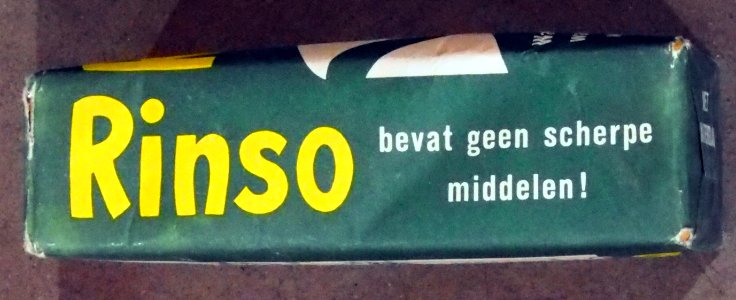 Rinso
bevat geen scherpe
middelen!